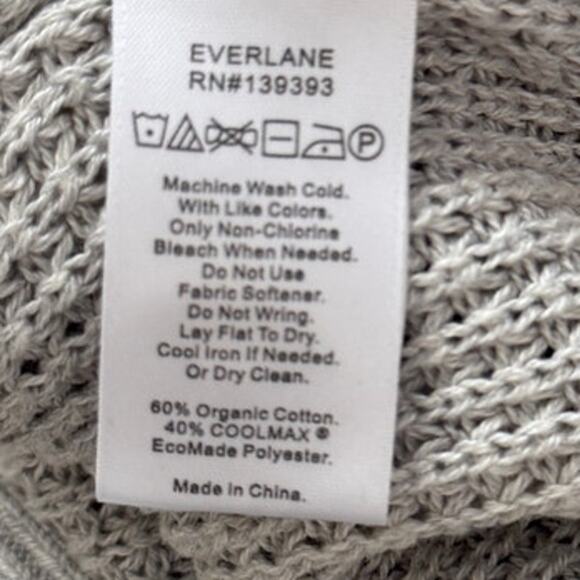 EVERLANE
RN#139393
P
Machine Wash Cold.
With Like Colors.
Only Non-Chlorine
Bleach When Needed.
Do Not Use
Fabric Softener.
Do Not Wring.
Lay Flat To Dry.
Cool Iron If Needed.
Or Dry Clean.
60% Organic Cotton.
40% COOLMAX ®
EcoMade Polyester.
Made in China.